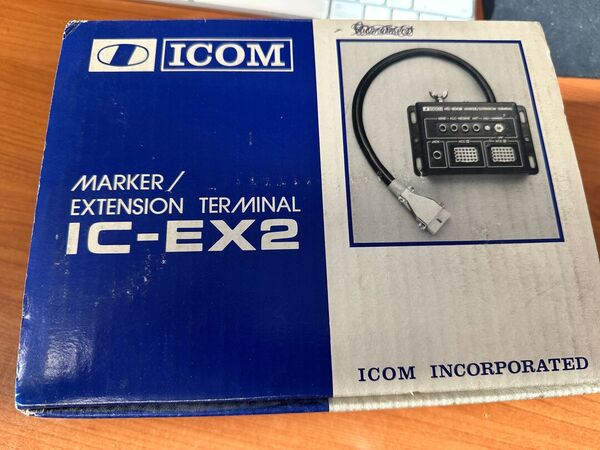 ICOM
MARKER/
EXTENSION TERMINAL
IC-EX2
ICOM INCORPORATED